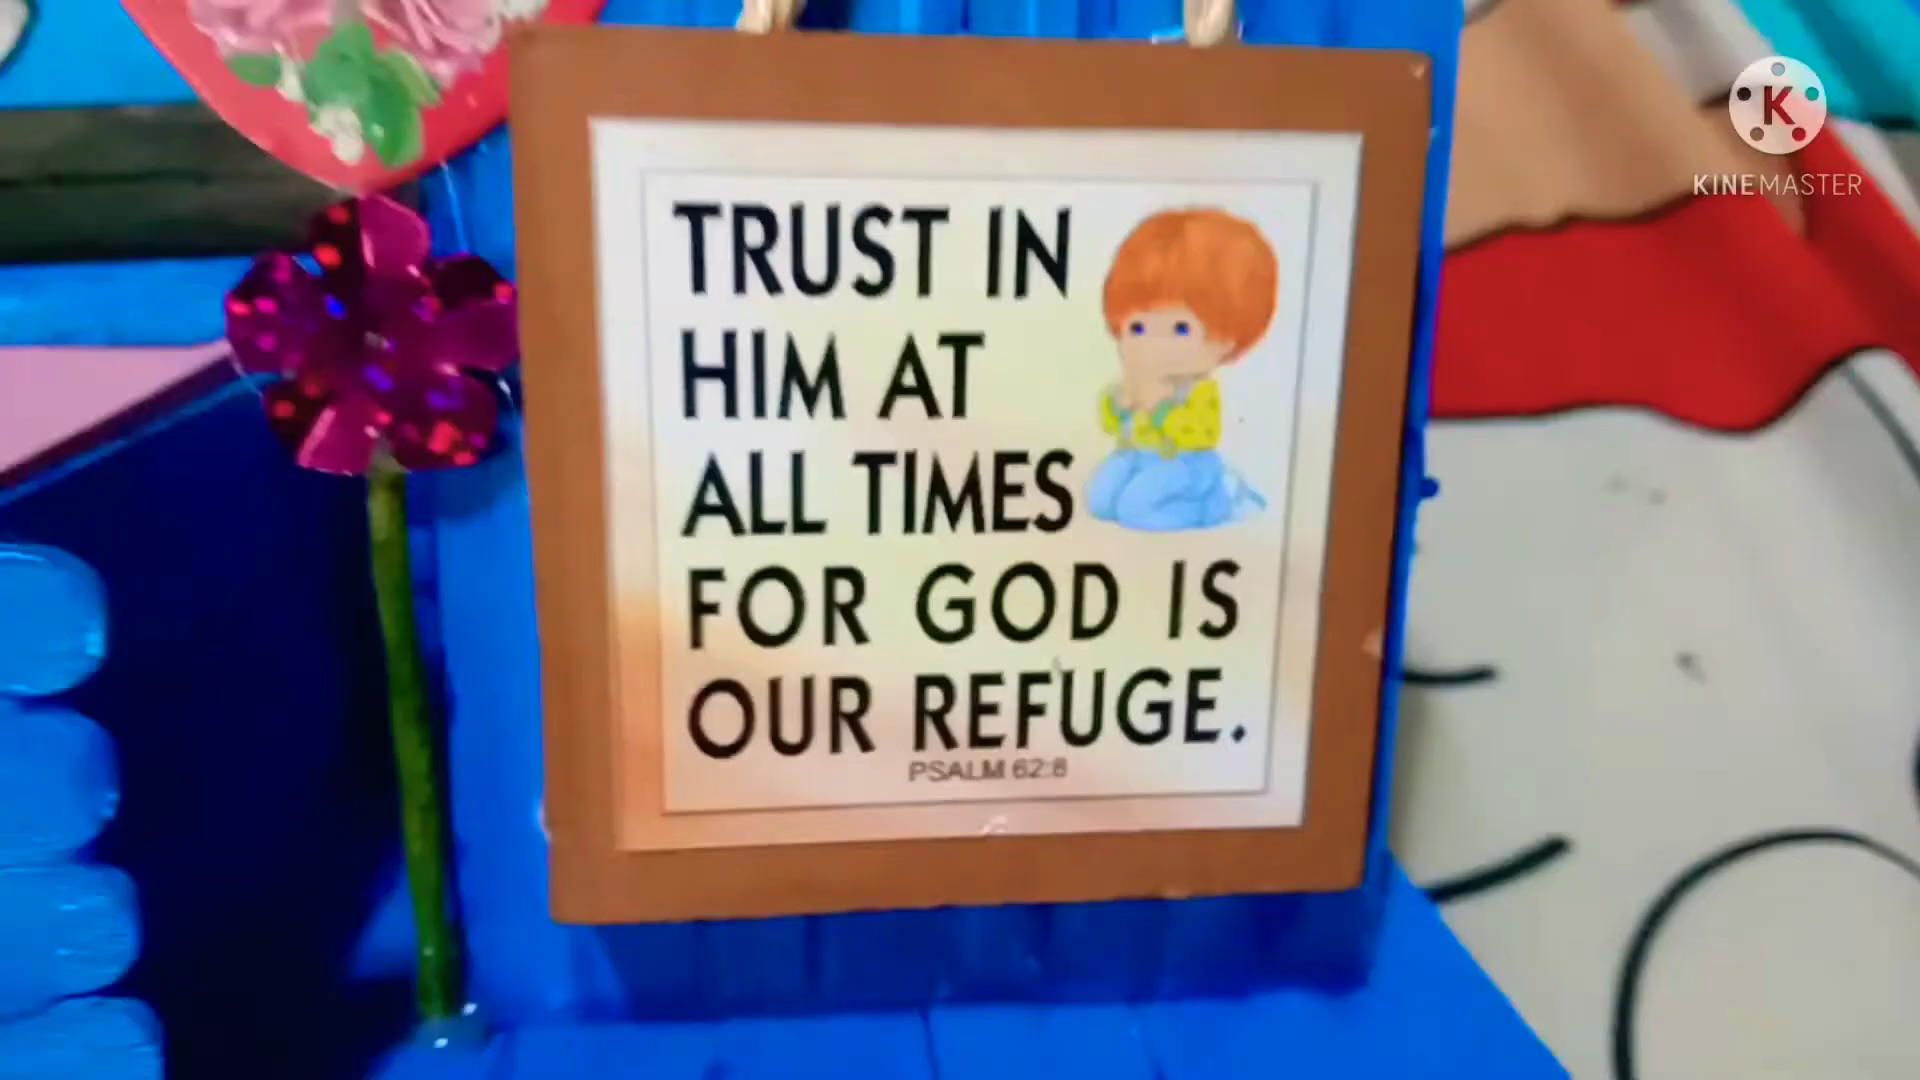 TRUST IN
HIM AT
ALL TIMES
FOR GOD IS
OUR REFUGE.
PSALM 62:8
K
KINEMASTER